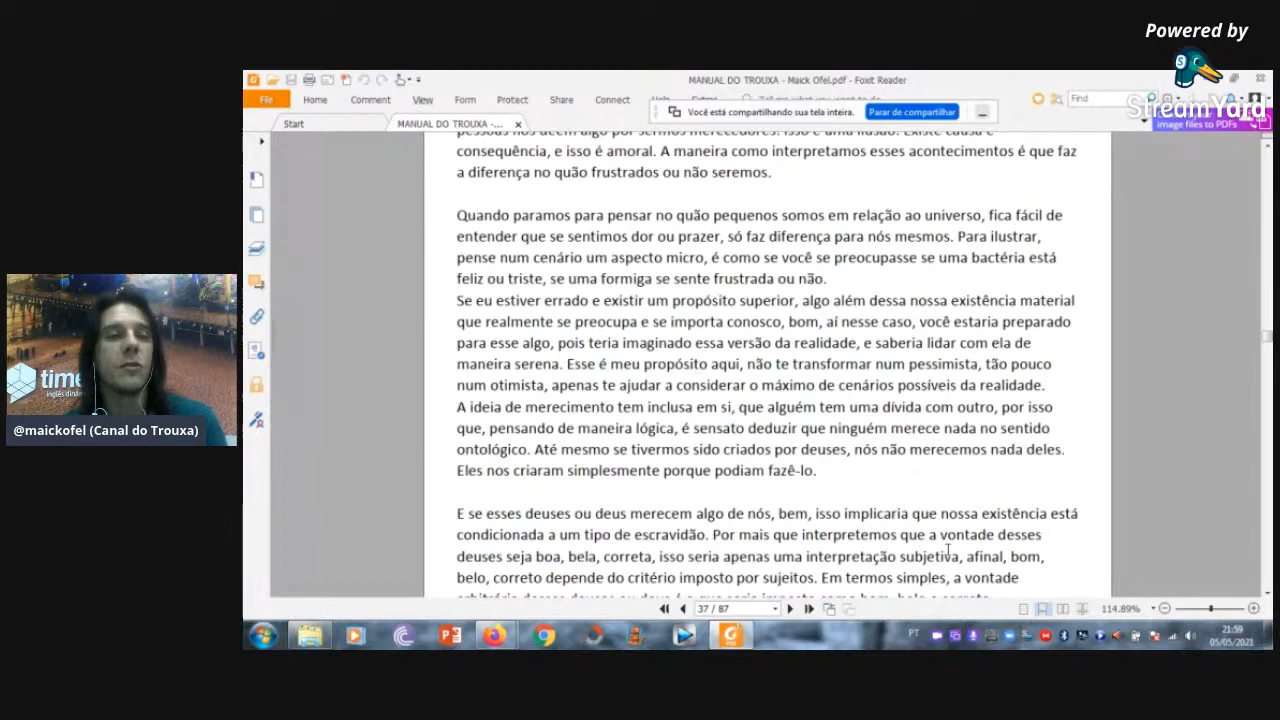 Powered by
StreamYard
MANUAL DO TROUXA - Maick Ofel.pdf - Foxit Reader
File Home Comment View Form Protect Share Connect
Find
Você está compartilhando sua tela inteira. Parar de compartilhar
image files to PDFs
Start MANUAL DO TROUXA -...
consequência, e isso é amoral. A maneira como interpretamos esses acontecimentos é que faz
a diferença no quão frustrados ou não seremos.
Quando paramos para pensar no quão pequenos somos em relação ao universo, fica fácil de
entender que se sentimos dor ou prazer, só faz diferença para nós mesmos. Para ilustrar,
pense num cenário um aspecto micro, é como se você se preocupasse se uma bactéria está
feliz ou triste, se uma formiga se sente frustrada ou não.
Se eu estiver errado e existir um propósito superior, algo além dessa nossa existência material
que realmente se preocupa e se importa conosco, bom, aí nesse caso, você estaria preparado
para esse algo, pois teria imaginado essa versão da realidade, e saberia lidar com ela de
maneira serena. Esse é meu propósito aqui, não te transformar num pessimista, tão pouco
num otimista, apenas te ajudar a considerar o máximo de cenários possíveis da realidade.
A ideia de merecimento tem inclusa em si, que alguém tem uma dívida com outro, por isso
que, pensando de maneira lógica, é sensato deduzir que ninguém merece nada no sentido
ontológico. Até mesmo se tivermos sido criados por deuses, nós não merecemos nada deles.
Eles nos criaram simplesmente porque podiam fazê-lo.
E se esses deuses ou deus merecem algo de nós, bem, isso implicaria que nossa existência está
condicionada a um tipo de escravidão. Por mais que interpretemos que a vontade desses
deuses seja boa, bela, correta, isso seria apenas uma interpretação subjetiva, afinal, bom,
belo, correto depende do critério imposto por sujeitos. Em termos simples, a vontade
time
inglês
@maickofel (Canal do Trouxa)
37 / 87
114.89%
PT
21:59
05/05/2021